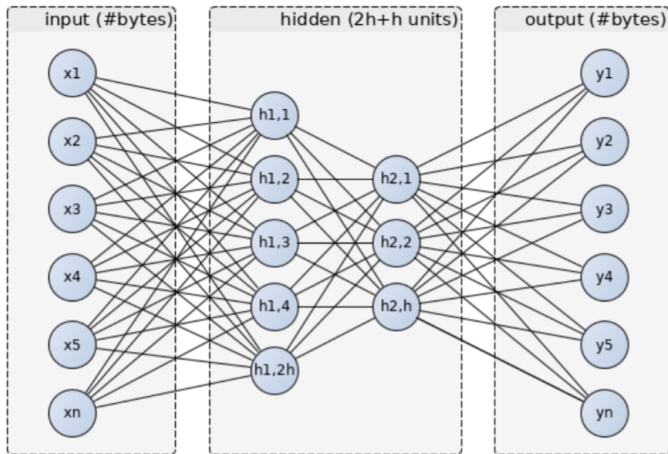 input (#bytes)
hidden (2h+h units)
output (#bytes)
x1
x2
x3
x4
x5
xn
h1,1
h1,2
h1,3
h1,4
h1,2h
h2,1
h2,2
h2,h
y1
y2
y3
y4
y5
yn